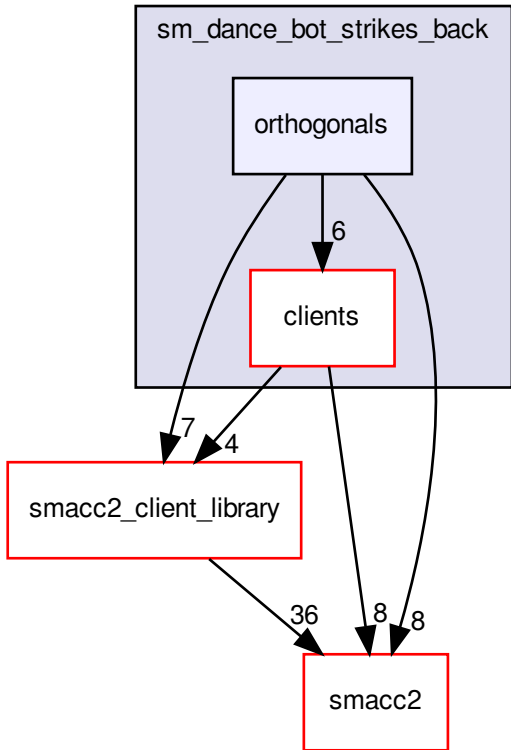 sm_dance_bot_strikes_back
orthogonals
6
clients
7
4
smacc2_client_library
36
8
8
smacc2